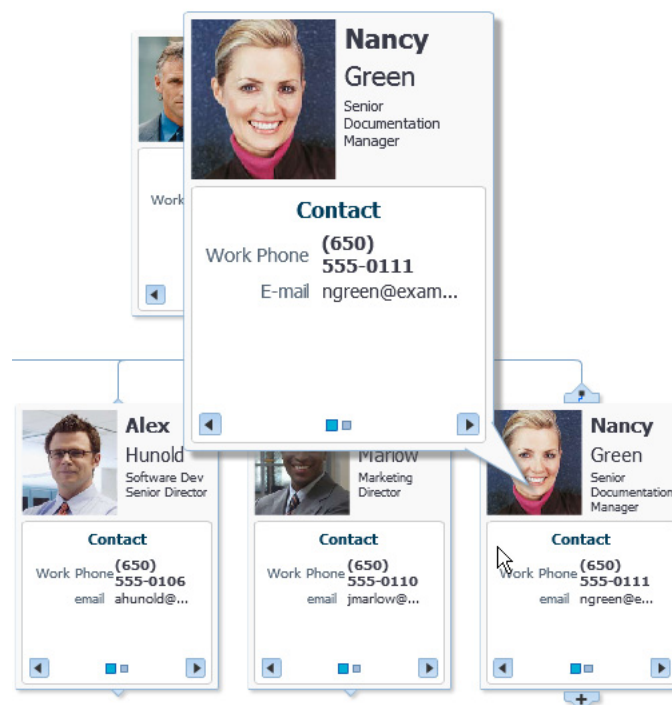 Nancy
Green
Senior
Documentation
Manager
Work
Contact
Work Phone (650)
555-0111
E-mail ngreen@exam...
Alex
Hunold
Software Dev
Senior Director
Contact
Work Phone (650)
555-0106
email ahunold@...
Marlow
Marketing
Director
Contact
Work Phone (650)
555-0110
email jmarlow@...
Nancy
Green
Senior
Documentation
Manager
Contact
Work Phone (650)
555-0111
email ngreen@e...